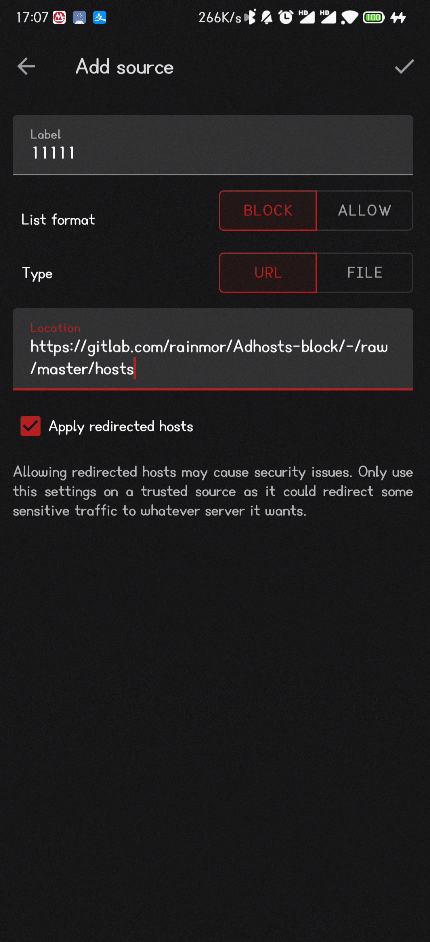 17:07 266K/s HD HD 100
Add source
Label
11111
List format BLOCK ALLOW
Type URL FILE
Location
https://gitlab.com/rainmor/Adhosts-block/-/raw
/master/hosts
Apply redirected hosts
Allowing redirected hosts may cause security issues. Only use
this settings on a trusted source as it could redirect some
sensitive traffic to whatever server it wants.